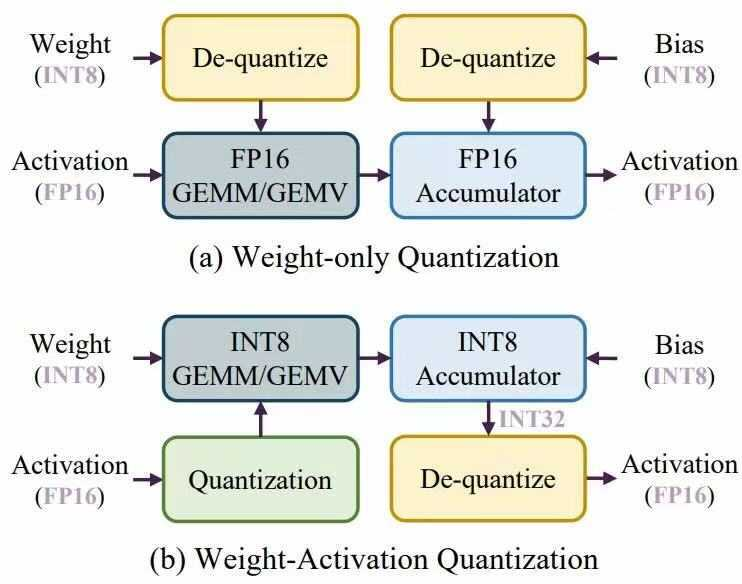 Weight
(INT8)
De-quantize
De-quantize
Bias
(INT8)
Activation
(FP16)
FP16
GEMM/GEMV
FP16
Accumulator
Activation
(FP16)
(a) Weight-only Quantization
Weight
(INT8)
INT8
GEMM/GEMV
INT8
Accumulator
Bias
(INT8)
INT32
Activation
(FP16)
Quantization
De-quantize
Activation
(FP16)
(b) Weight-Activation Quantization